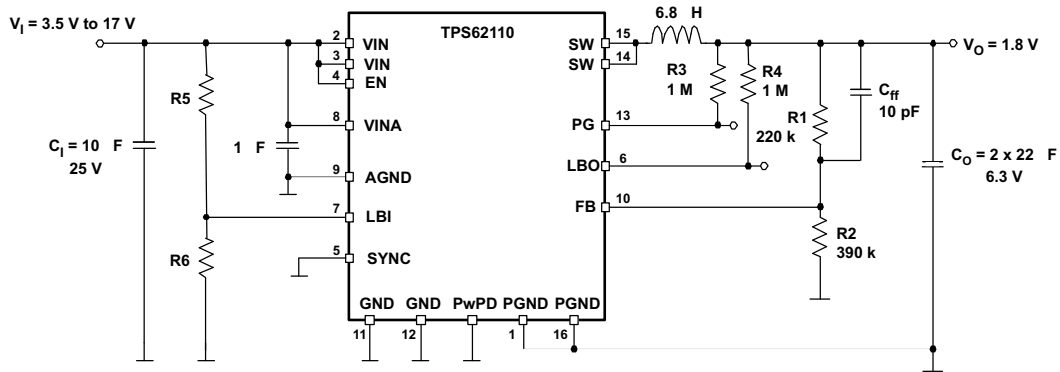 V_I = 3.5 V to 17 V
TPS62110
6.8 H
2 VIN
3 VIN
4 EN
8 VINA
9 AGND
7 LBI
5 SYNC
SW 15
SW 14
PG 13
LBO 6
FB 10
GND GND PwPD PGND PGND
11 12 1 16
R5
R6
C_I = 10 F
25 V
1 F
R3
1 M
R4
1 M
R1
220 k
C_ff
10 pF
R2
390 k
V_O = 1.8 V
C_O = 2 x 22 F
6.3 V